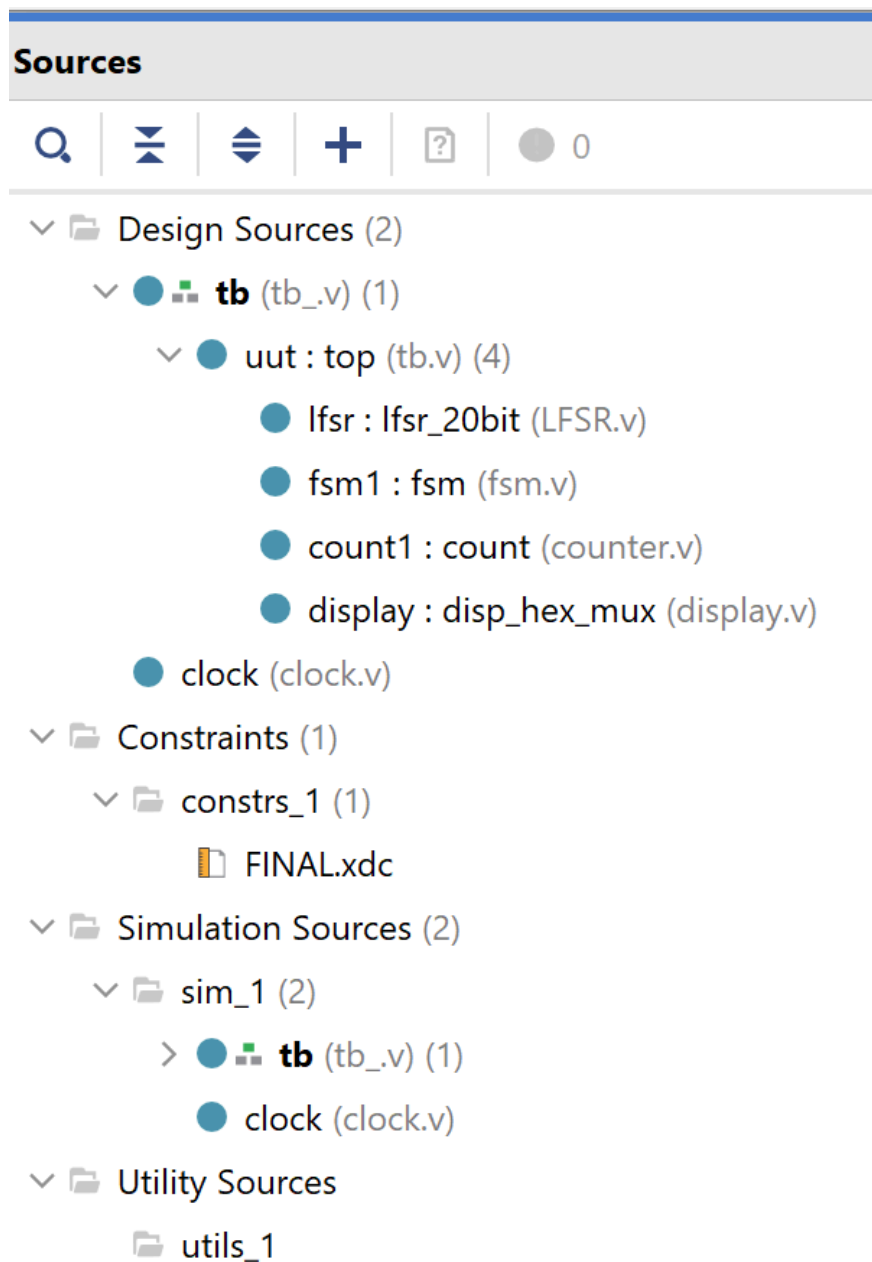 Sources
0
Design Sources (2)
tb (tb_.v) (1)
uut : top (tb.v) (4)
lfsr : lfsr_20bit (LFSR.v)
fsm1 : fsm (fsm.v)
count1 : count (counter.v)
display : disp_hex_mux (display.v)
clock (clock.v)
Constraints (1)
constrs_1 (1)
FINAL.xdc
Simulation Sources (2)
sim_1 (2)
tb (tb_.v) (1)
clock (clock.v)
Utility Sources
utils_1